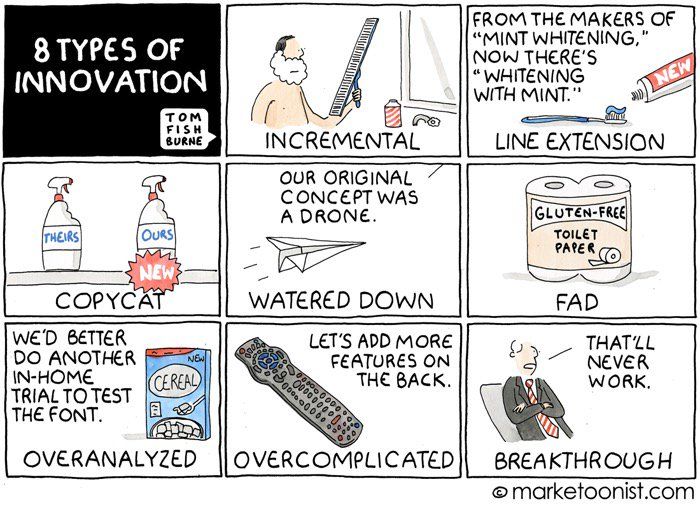 8 TYPES OF
INNOVATION
TOM
FISH
BURNE
INCREMENTAL
FROM THE MAKERS OF
“MINT WHITENING,”
NOW THERE'S
“WHITENING
WITH MINT.”
NEW
LINE EXTENSION
THEIRS
OURS
NEW
COPYCAT
OUR ORIGINAL
CONCEPT WAS
A DRONE.
WATERED DOWN
GLUTEN-FREE
TOILET
PAPER
FAD
WE'D BETTER
DO ANOTHER
IN-HOME
TRIAL TO TEST
THE FONT.
NEW
CEREAL
OVERANALYZED
LET'S ADD MORE
FEATURES ON
THE BACK.
OVERCOMPLICATED
THAT'LL
NEVER
WORK.
BREAKTHROUGH
© marketoonist.com